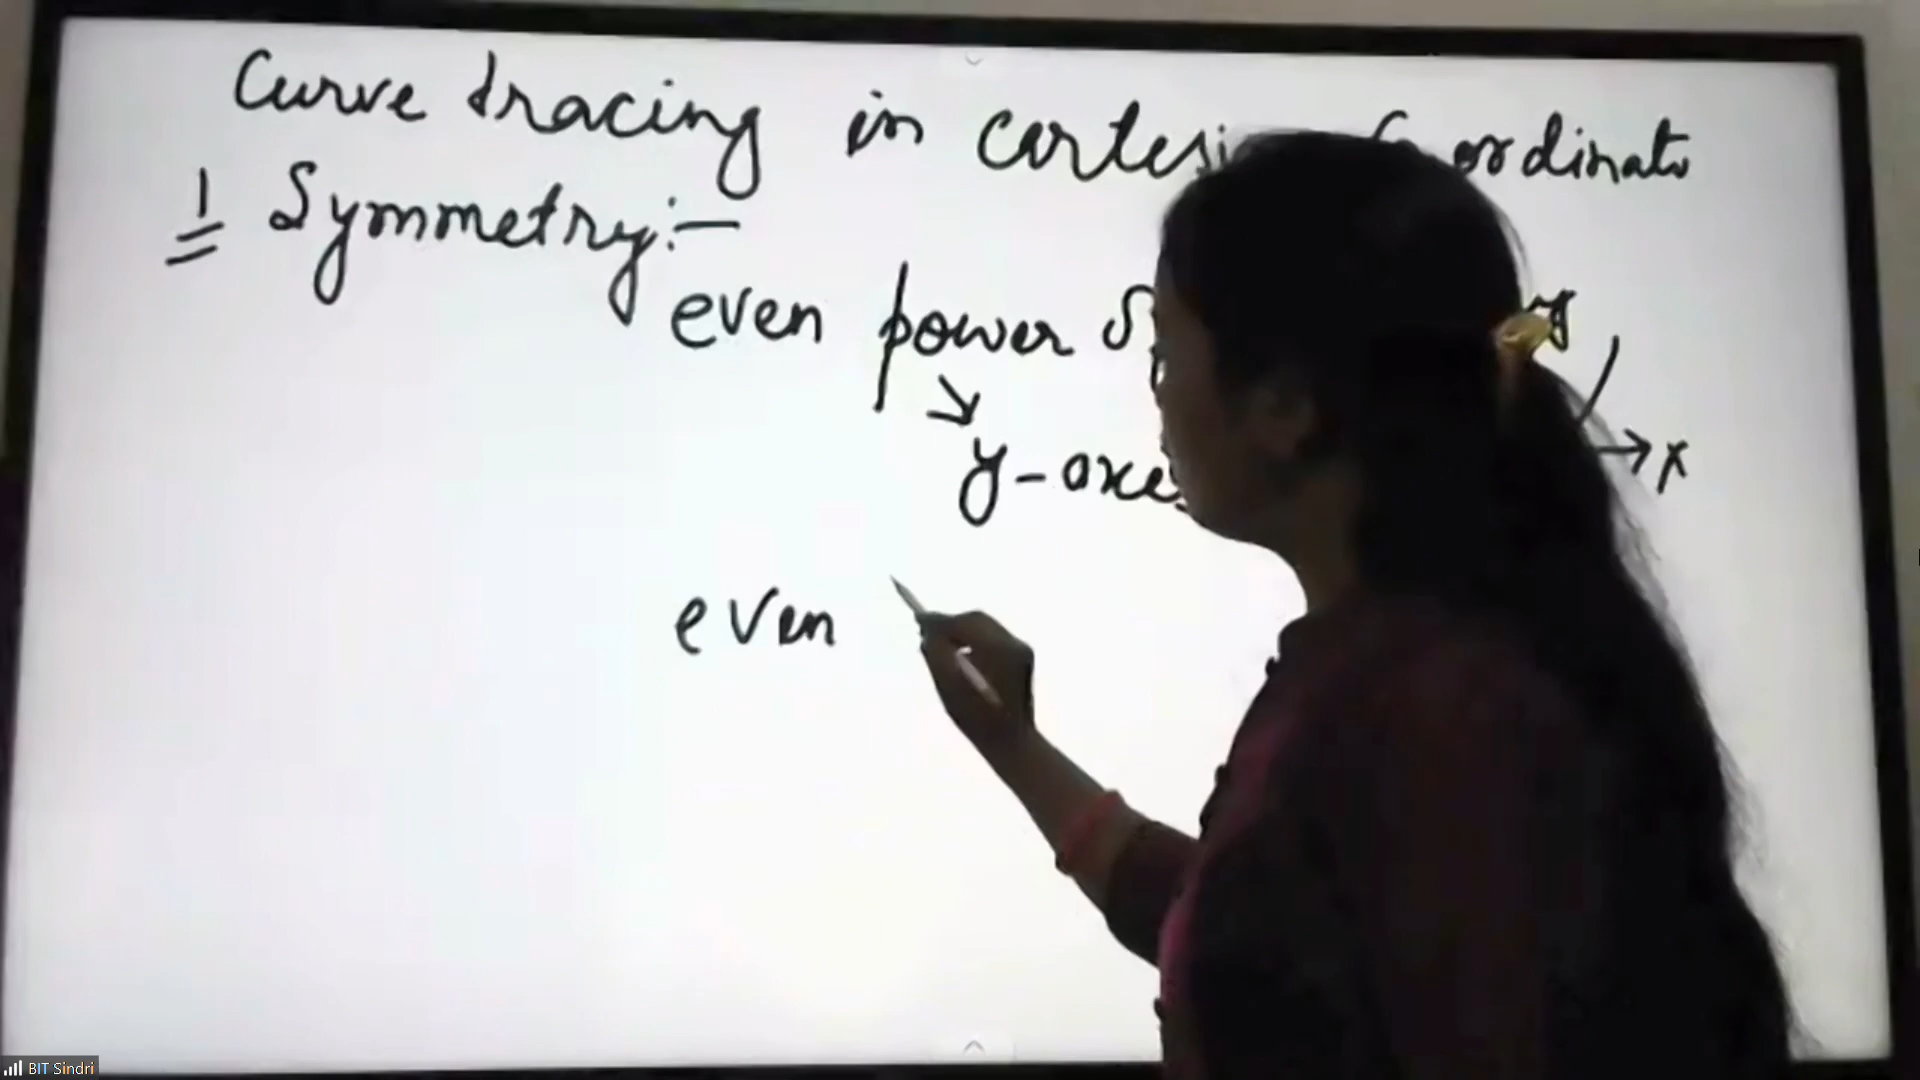 Curve tracing in
1 Symmetry:-
even power
y-axe
x
even
BIT Sindri